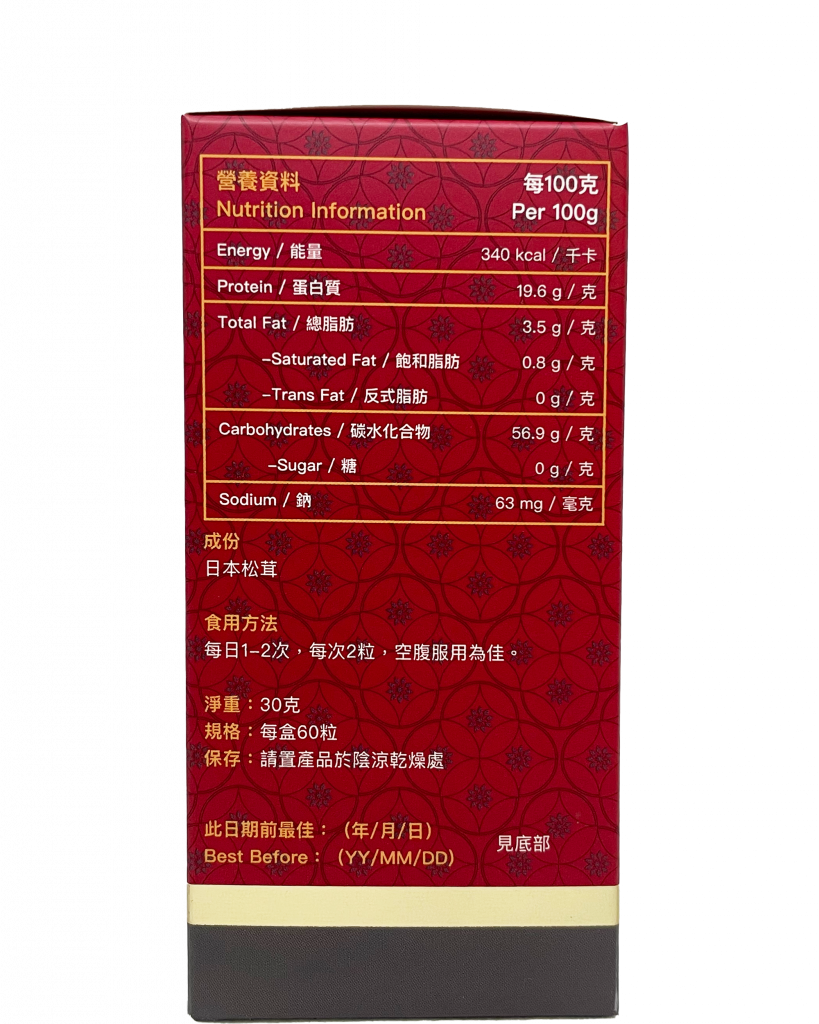 營養資料 每100克
Nutrition Information Per 100g
Energy / 能量 340 kcal / 千卡
Protein / 蛋白質 19.6 g / 克
Total Fat / 總脂肪 3.5 g / 克
–Saturated Fat / 飽和脂肪 0.8 g / 克
–Trans Fat / 反式脂肪 0 g / 克
Carbohydrates / 碳水化合物 56.9 g / 克
–Sugar / 糖 0 g / 克
Sodium / 鈉 63 mg / 毫克
成份
日本松茸
食用方法
每日1–2次，每次2粒，空腹服用為佳。
淨重：30克
規格：每盒60粒
保存：請置產品於陰涼乾燥處
此日期前最佳：（年/月/日） 見底部
Best Before：（YY/MM/DD）